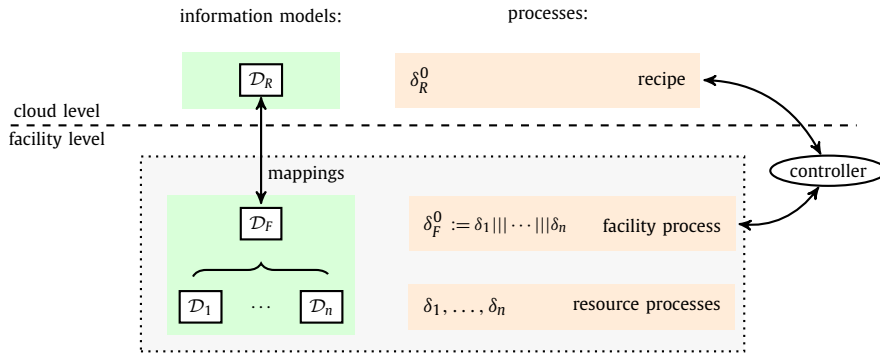 information models: processes:
𝒟_R δ_R^0 recipe
cloud level
facility level
controller
mappings
𝒟_F δ_F^0 := δ_1||| ··· |||δ_n facility process
𝒟_1 ··· 𝒟_n δ_1, . . . , δ_n resource processes